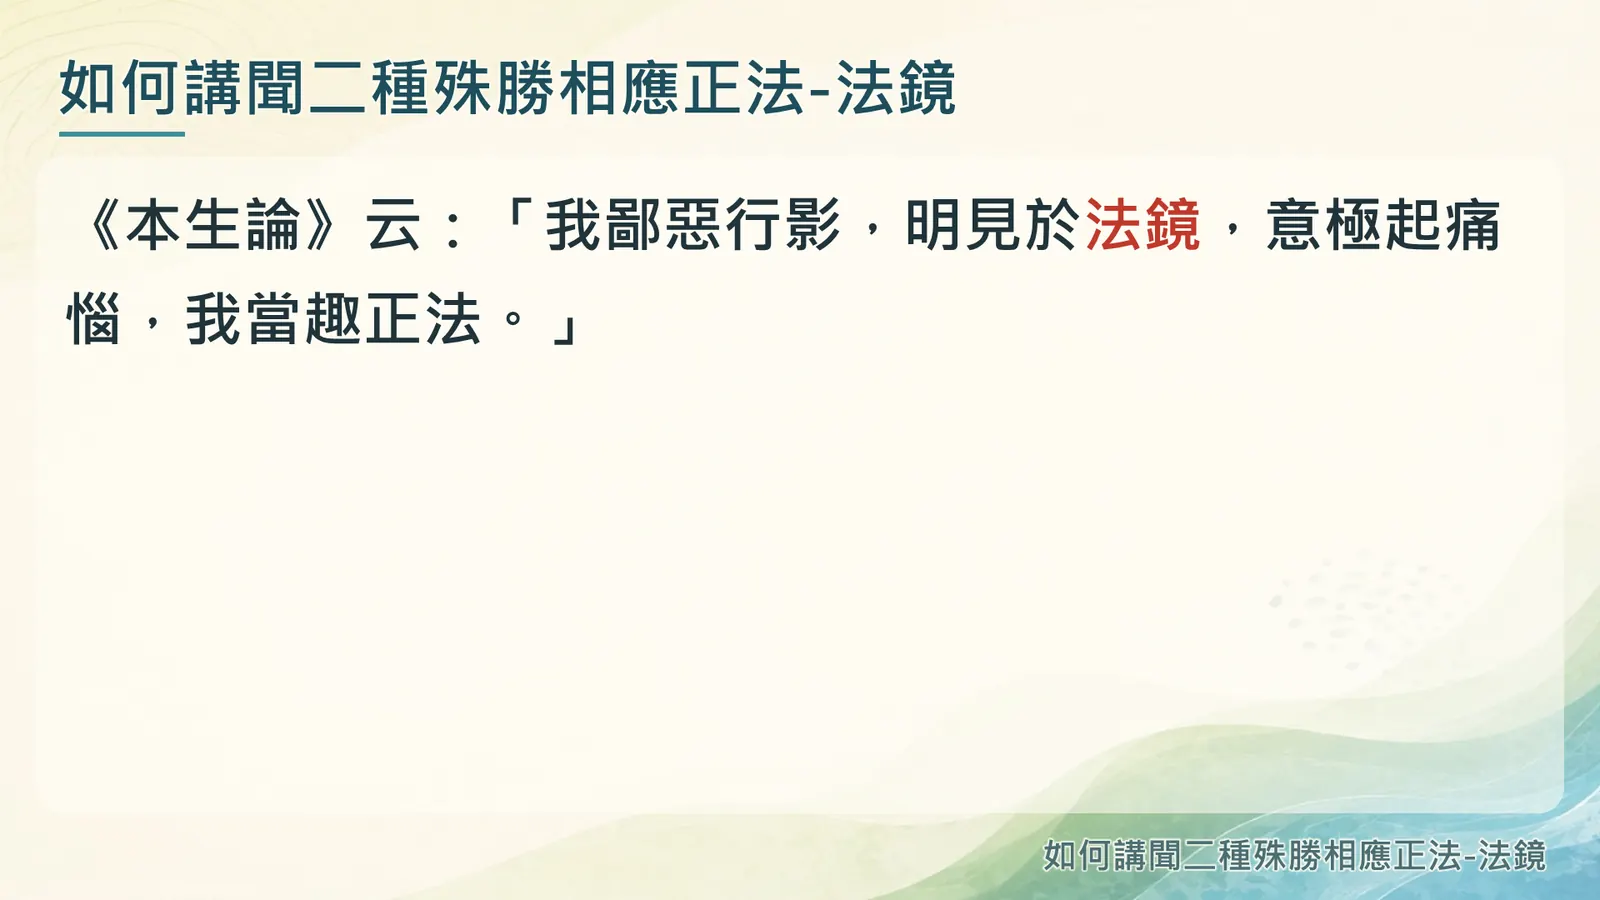 如何講聞二種殊勝相應正法-法鏡
《本生論》云：「我鄙惡行影，明見於法鏡，意極起痛
惱，我當趣正法。」
如何講聞二種殊勝相應正法-法鏡